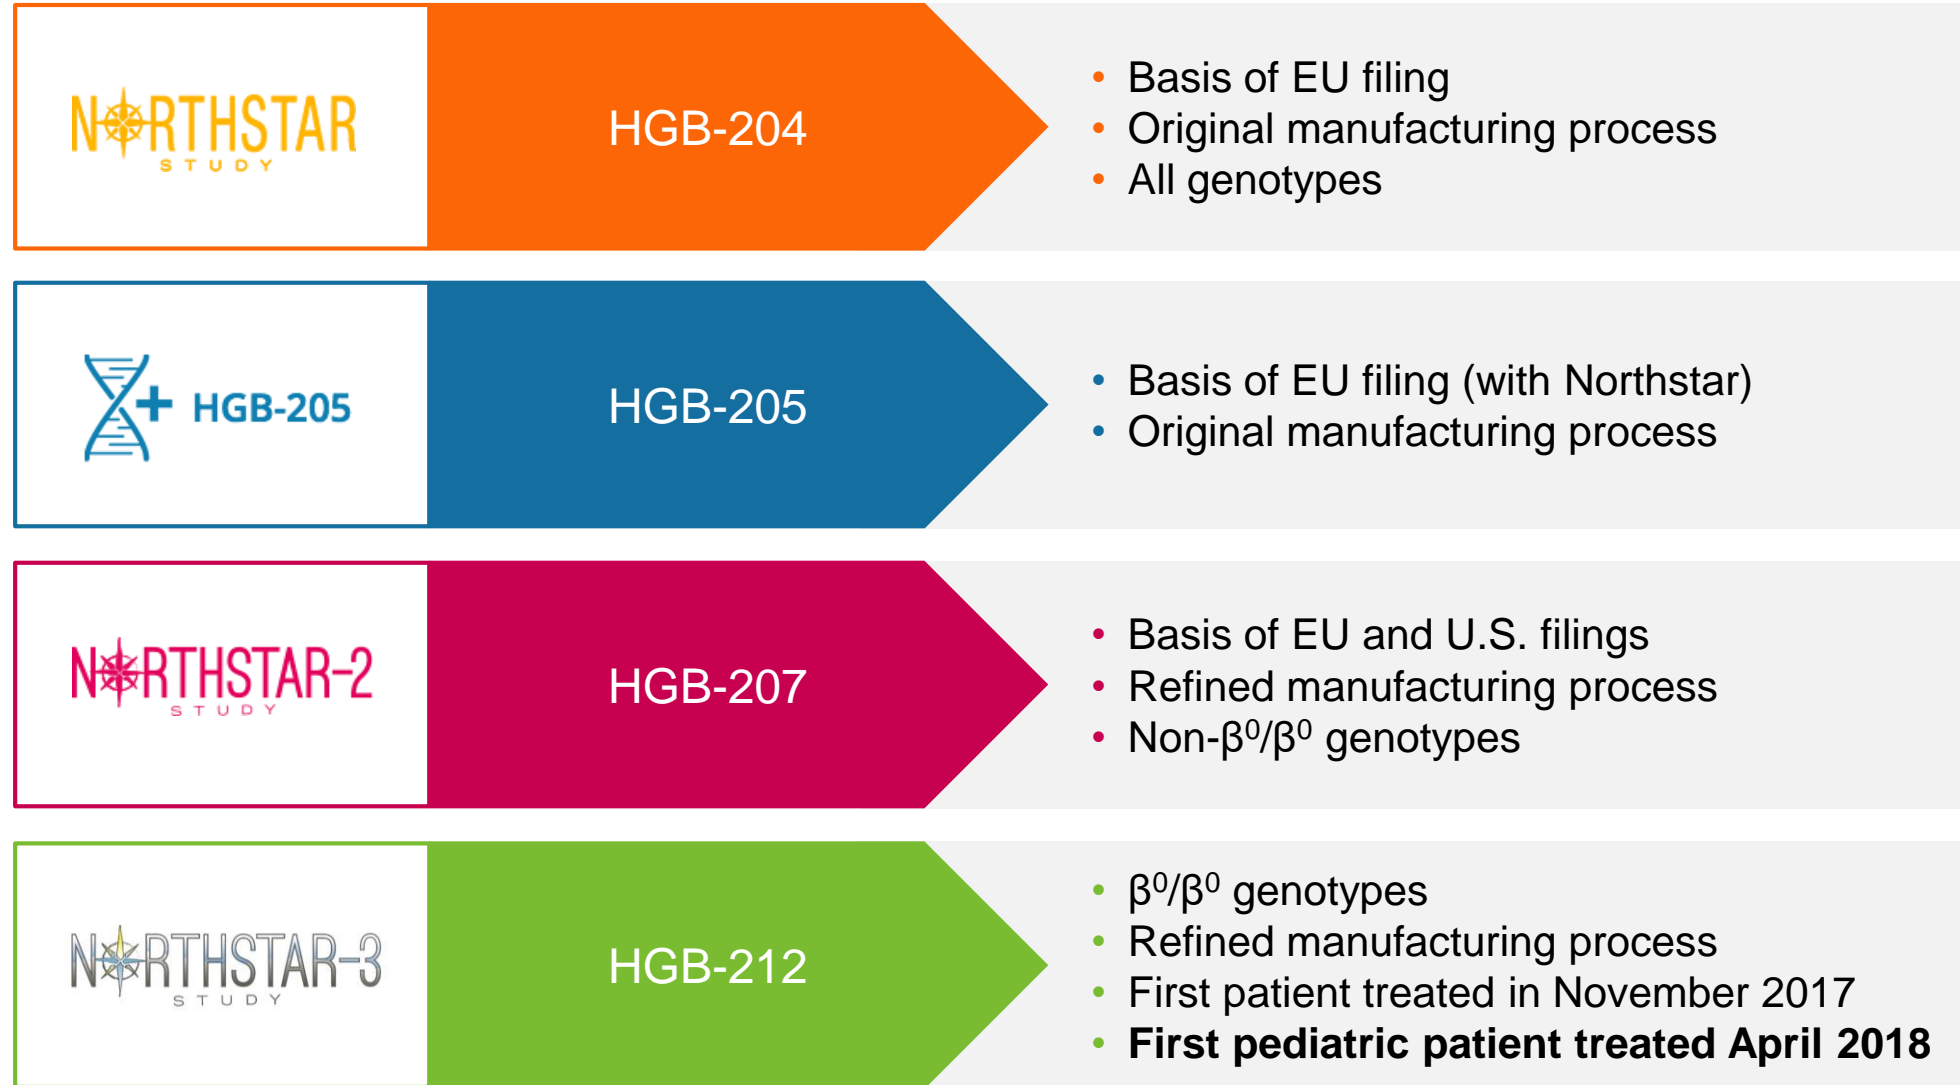 NORTHSTAR
STUDY
HGB-204
• Basis of EU filing
• Original manufacturing process
• All genotypes
HGB-205
HGB-205
• Basis of EU filing (with Northstar)
• Original manufacturing process
NORTHSTAR-2
STUDY
HGB-207
• Basis of EU and U.S. filings
• Refined manufacturing process
• Non-β⁰/β⁰ genotypes
NORTHSTAR-3
STUDY
HGB-212
• β⁰/β⁰ genotypes
• Refined manufacturing process
• First patient treated in November 2017
• First pediatric patient treated April 2018